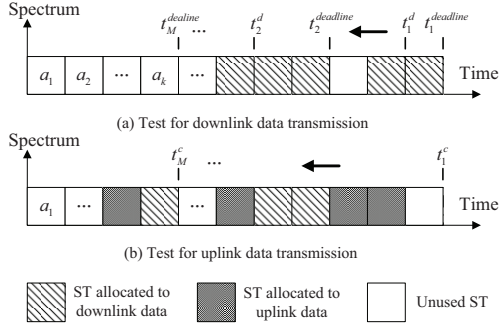 Spectrum
t_M^{dealine} ... t_2^d t_2^{deadline} t_1^d t_1^{deadline}
a_1 a_2 ... a_k ... Time
(a) Test for downlink data transmission
Spectrum
t_M^c ... t_1^c
a_1 ... ... Time
(b) Test for uplink data transmission
ST allocated to downlink data
ST allocated to uplink data
Unused ST